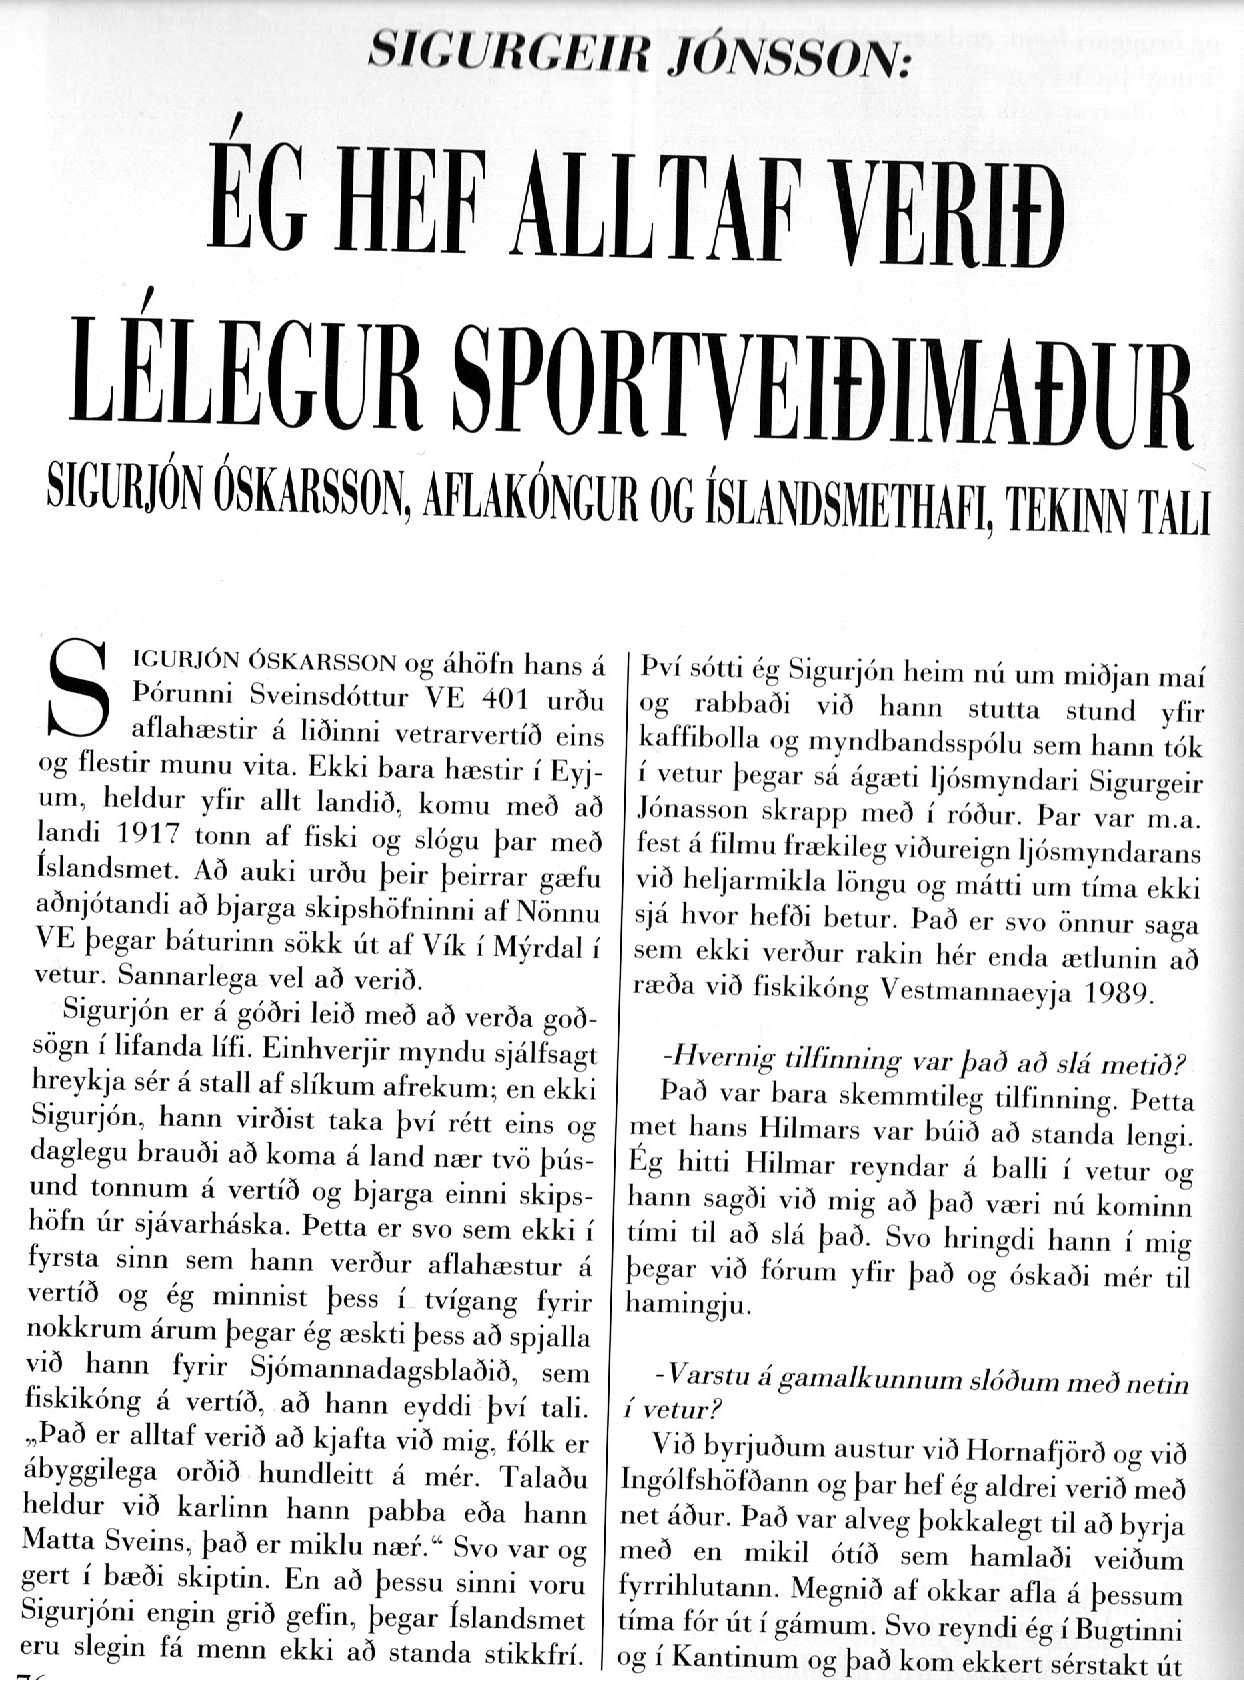 SIGURGEIR JÓNSSON:
ÉG HEF ALLTAF VERIÐ
LÉLEGUR SPORTVEIÐIMAÐUR
SIGURJÓN ÓSKARSSON, AFLAKÓNGUR OG ÍSLANDSMETHAFI, TEKINN TALI
SIGURJÓN ÓSKARSSON og áhöfn hans á
Þórunni Sveinsdóttur VE 401 urðu
aflahæstir á liðinni vetrarvertíð eins
og flestir munu vita. Ekki bara hæstir í Eyj-
um, heldur yfir allt landið, komu með að
landi 1917 tonn af fiski og slógu þar með
Íslandsmet. Að auki urðu þeir þeirrar gæfu
aðnjótandi að bjarga skipshöfninni af Nönnu
VE þegar báturinn sökk út af Vík í Mýrdal í
vetur. Sannarlega vel að verið.
Sigurjón er á góðri leið með að verða goð-
sögn í lifanda lífi. Einhverjir myndu sjálfsagt
hreykja sér á stall af slíkum afrekum; en ekki
Sigurjón, hann virðist taka því rétt eins og
daglegu brauði að koma á land nær tvö þús-
und tonnum á vertíð og bjarga einni skips-
höfn úr sjávarháska. Þetta er svo sem ekki í
fyrsta sinn sem hann verður aflahæstur á
vertíð og ég minnist þess í tvígang fyrir
nokkrum árum þegar ég æskti þess að spjalla
við hann fyrir Sjómannadagsblaðið, sem
fiskikóng á vertíð, að hann eyddi því tali.
„Það er alltaf verið að kjafta við mig, fólk er
ábyggilega orðið hundleitt á mér. Talaðu
heldur við karlinn hann pabba eða hann
Matta Sveins, það er miklu nær.“ Svo var og
gert í bæði skiptin. En að þessu sinni voru
Sigurjóni engin grið gefin, þegar Íslandsmet
eru slegin fá menn ekki að standa stikkfrí.
Því sótti ég Sigurjón heim nú um miðjan maí
og rabbaði við hann stutta stund yfir
kaffibolla og myndbandsspólu sem hann tók
í vetur þegar sá ágæti ljósmyndari Sigurgeir
Jónasson skrapp með í róður. Þar var m.a.
fest á filmu frækileg viðureign ljósmyndarans
við heljarmikla löngu og mátti um tíma ekki
sjá hvor hefði betur. Það er svo önnur saga
sem ekki verður rakin hér enda ætlunin að
ræða við fiskikóng Vestmannaeyja 1989.
-Hvernig tilfinning var það að slá metið?
Það var bara skemmtileg tilfinning. Þetta
met hans Hilmars var búið að standa lengi.
Ég hitti Hilmar reyndar á balli í vetur og
hann sagði við mig að það væri nú kominn
tími til að slá það. Svo hringdi hann í mig
þegar við fórum yfir það og óskaði mér til
hamingju.
-Varstu á gamalkunnum slóðum með netin
í vetur?
Við byrjuðum austur við Hornafjörð og við
Ingólfshöfðann og þar hef ég aldrei verið með
net áður. Það var alveg þokkalegt til að byrja
með en mikil ótíð sem hamlaði veiðum
fyrrihlutann. Megnið af okkar afla á þessum
tíma fór út í gámum. Svo reyndi ég í Bugtinni
og í Kantinum og það kom ekkert sérstakt út